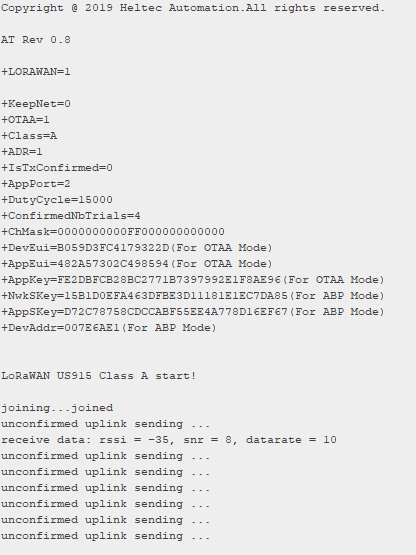 Copyright @ 2019 Heltec Automation.All rights reserved.
AT Rev 0.8
+LORAWAN=1
+KeepNet=0
+OTAA=1
+Class=A
+ADR=1
+IsTxConfirmed=0
+AppPort=2
+DutyCycle=15000
+ConfirmedNbTrials=4
+ChMask=0000000000FF000000000000
+DevEui=B059D3FC4179322D(For OTAA Mode)
+AppEui=482A57302C498594(For OTAA Mode)
+AppKey=FE2DBFCB28BC2771B7397992E1F8AE96(For OTAA Mode)
+NwkSKey=15B1D0EFA463DFBE3D11181E1EC7DA85(For ABP Mode)
+AppSKey=D72C78758CDCCABF55EE4A778D16EF67(For ABP Mode)
+DevAddr=007E6AE1(For ABP Mode)
LoRaWAN US915 Class A start!
joining...joined
unconfirmed uplink sending ...
receive data: rssi = -35, snr = 8, datarate = 10
unconfirmed uplink sending ...
unconfirmed uplink sending ...
unconfirmed uplink sending ...
unconfirmed uplink sending ...
unconfirmed uplink sending ...
unconfirmed uplink sending ...